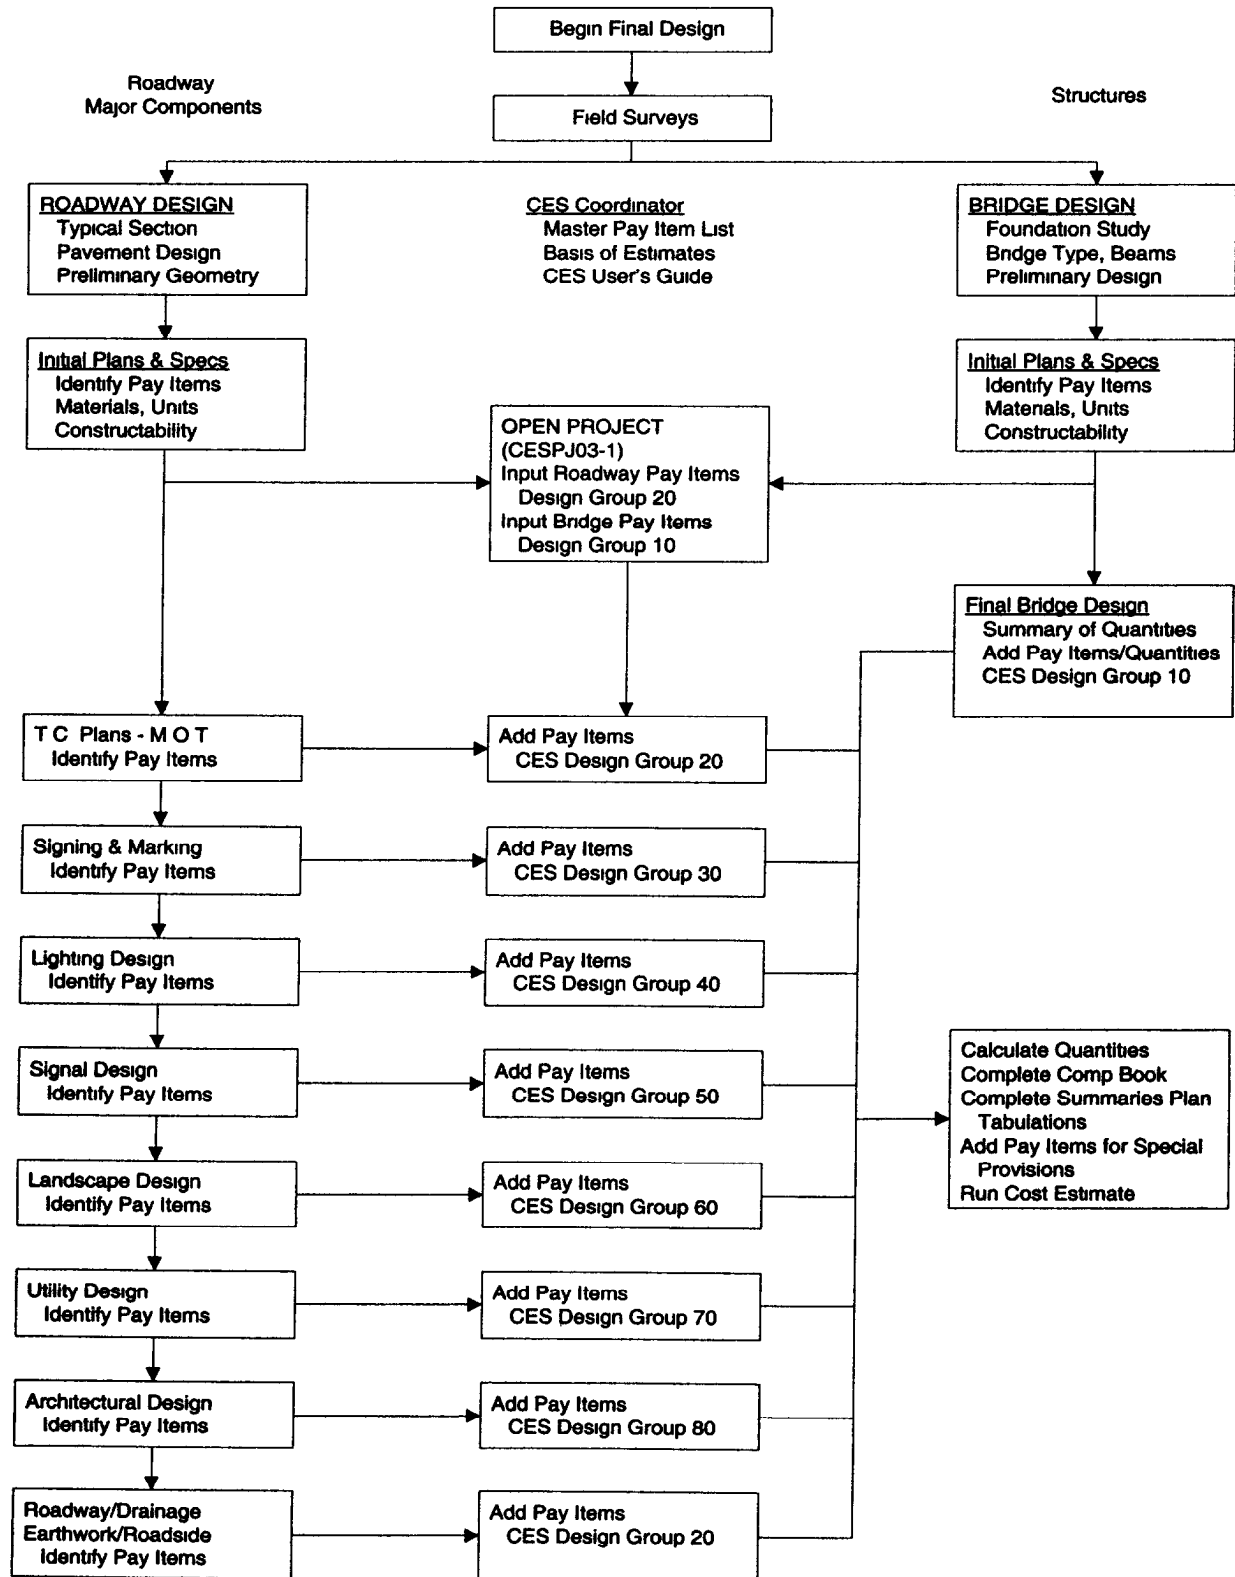 Begin Final Design
Roadway
Major Components
Field Surveys
Structures
ROADWAY DESIGN
Typical Section
Pavement Design
Preliminary Geometry
CES Coordinator
Master Pay Item List
Basis of Estimates
CES User's Guide
BRIDGE DESIGN
Foundation Study
Bridge Type, Beams
Preliminary Design
Initial Plans & Specs
Identify Pay Items
Materials, Units
Constructability
OPEN PROJECT
(CESPJ03-1)
Input Roadway Pay Items
Design Group 20
Input Bridge Pay Items
Design Group 10
Initial Plans & Specs
Identify Pay Items
Materials, Units
Constructability
Final Bridge Design
Summary of Quantities
Add Pay Items/Quantities
CES Design Group 10
T C Plans - M O T
Identify Pay Items
Add Pay Items
CES Design Group 20
Signing & Marking
Identify Pay Items
Add Pay Items
CES Design Group 30
Lighting Design
Identify Pay Items
Add Pay Items
CES Design Group 40
Signal Design
Identify Pay Items
Add Pay Items
CES Design Group 50
Calculate Quantities
Complete Comp Book
Complete Summaries Plan
Tabulations
Add Pay Items for Special
Provisions
Run Cost Estimate
Landscape Design
Identify Pay Items
Add Pay Items
CES Design Group 60
Utility Design
Identify Pay Items
Add Pay Items
CES Design Group 70
Architectural Design
Identify Pay Items
Add Pay Items
CES Design Group 80
Roadway/Drainage
Earthwork/Roadside
Identify Pay Items
Add Pay Items
CES Design Group 20